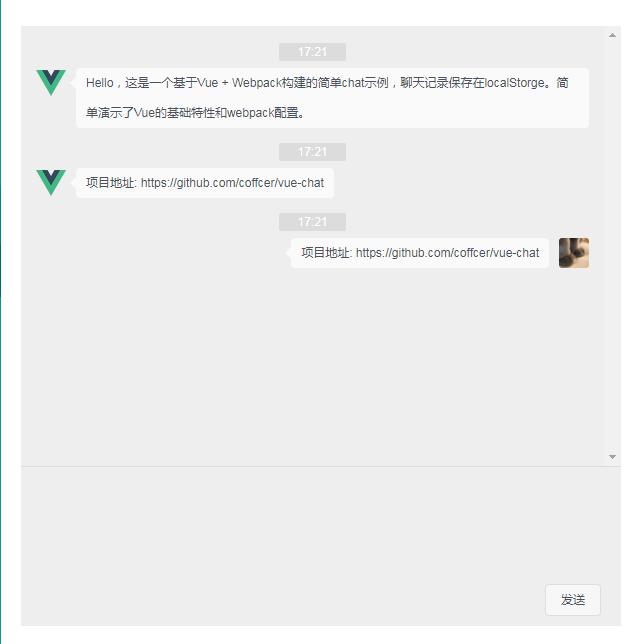 17:21
Hello，这是一个基于Vue + Webpack构建的简单chat示例，聊天记录保存在localStorge。简
单演示了Vue的基础特性和webpack配置。
17:21
项目地址: https://github.com/coffcer/vue-chat
17:21
项目地址: https://github.com/coffcer/vue-chat
发送